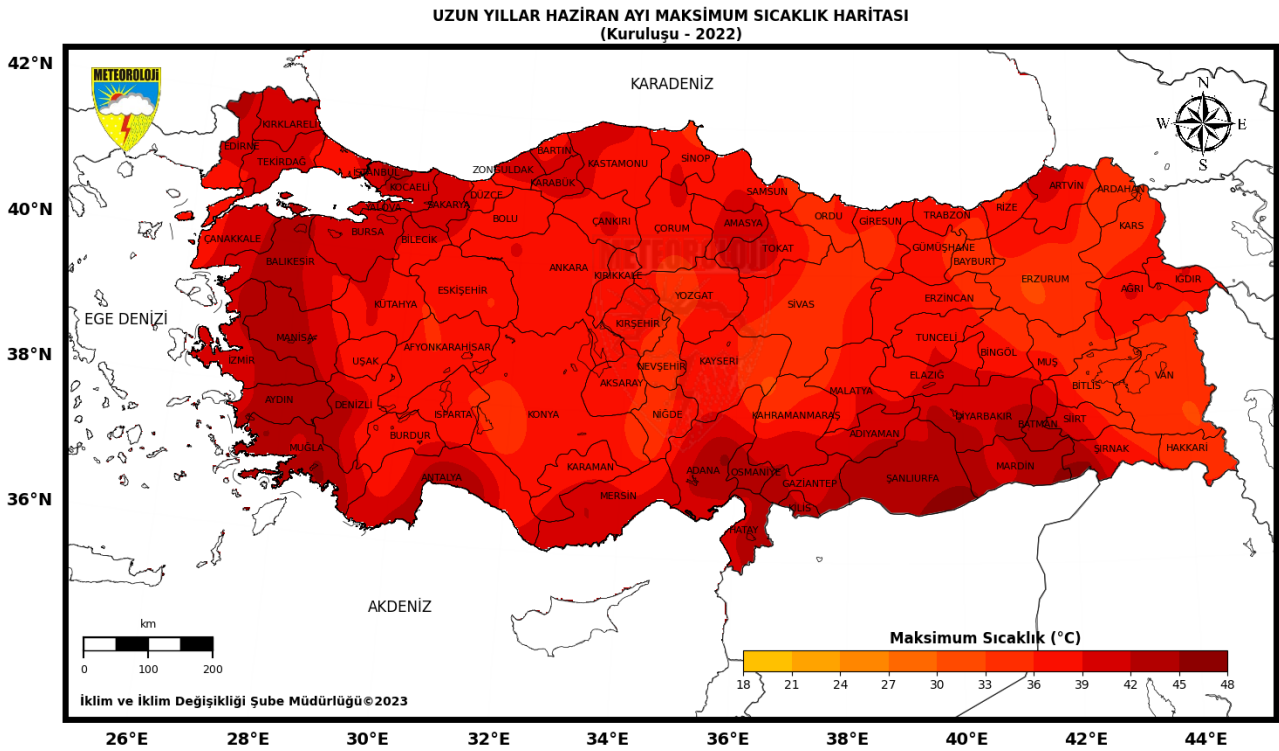 UZUN YILLAR HAZİRAN AYI MAKSİMUM SICAKLIK HARİTASI
(Kuruluşu - 2022)
42°N
40°N
38°N
36°N
METEOROLOJİ
KARADENİZ
N
W
E
S
KIRKLARELİ
EDİRNE
TEKİRDAĞ
İSTANBUL
KOCAELİ
YALOVA
SAKARYA
DÜZCE
ZONGULDAK
BARTIN
KARABÜK
KASTAMONU
SİNOP
SAMSUN
ORDU
GİRESUN
TRABZON
RİZE
ARTVİN
ARDAHAN
KARS
ÇANAKKALE
BURSA
BİLECİK
BOLU
ÇANKIRI
ÇORUM
AMASYA
TOKAT
GÜMÜŞHANE
BAYBURT
ERZURUM
AĞRI
IĞDIR
BALIKESİR
KÜTAHYA
ESKİŞEHİR
ANKARA
KIRIKKALE
YOZGAT
SİVAS
ERZİNCAN
METEOROLOJİ
EGE DENİZİ
MANİSA
İZMİR
UŞAK
AFYONKARAHİSAR
KIRŞEHİR
NEVŞEHİR
KAYSERİ
TUNCELİ
BİNGÖL
MUŞ
BİTLİS
VAN
ELAZIĞ
MALATYA
AYDIN
DENİZLİ
ISPARTA
BURDUR
KONYA
AKSARAY
NİĞDE
KAHRAMANMARAŞ
ADIYAMAN
DİYARBAKIR
BATMAN
SİİRT
ŞIRNAK
HAKKARİ
MUĞLA
ANTALYA
KARAMAN
MERSİN
ADANA
OSMANİYE
GAZİANTEP
KİLİS
HATAY
ŞANLIURFA
MARDİN
AKDENİZ
km
0
100
200
Maksimum Sıcaklık (°C)
18 21 24 27 30 33 36 39 42 45 48
İklim ve İklim Değişikliği Şube Müdürlüğü©2023
26°E 28°E 30°E 32°E 34°E 36°E 38°E 40°E 42°E 44°E